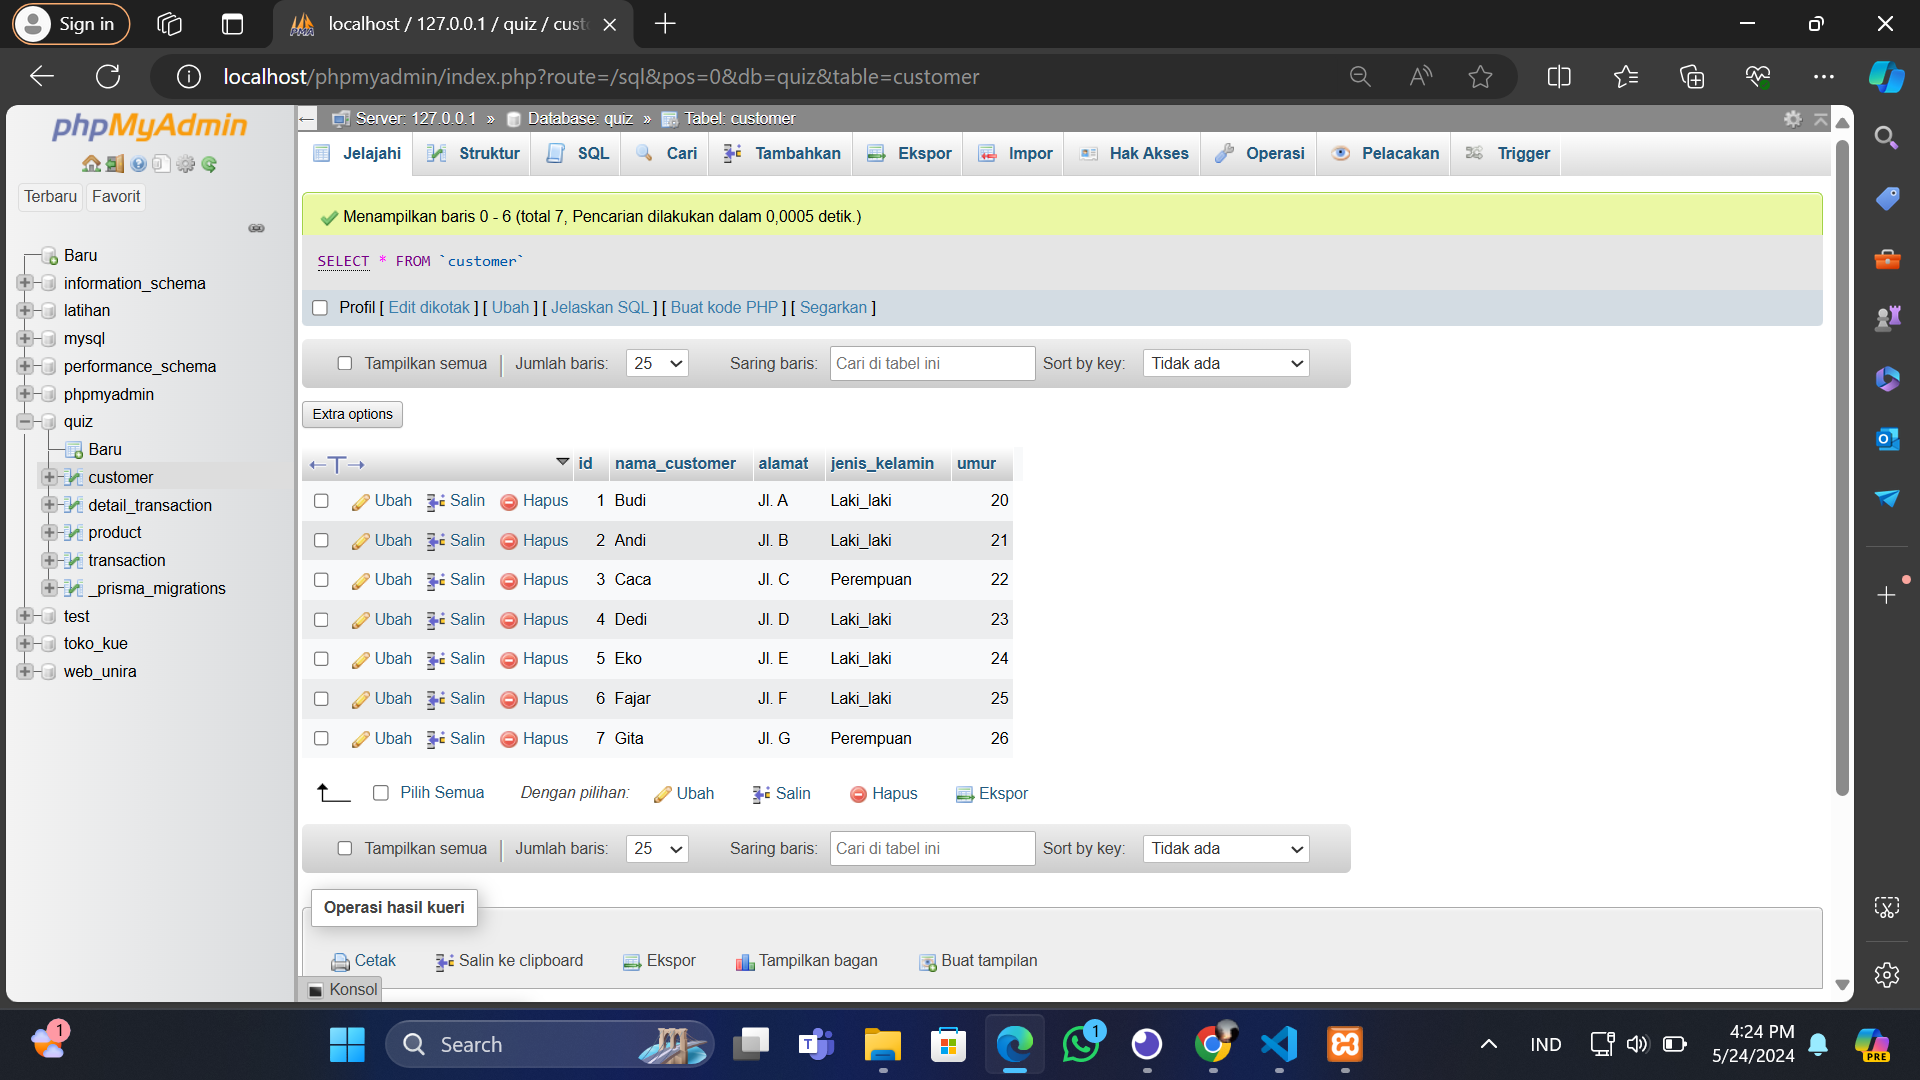 Sign in
localhost / 127.0.0.1 / quiz / cust
localhost/phpmyadmin/index.php?route=/sql&pos=0&db=quiz&table=customer
phpMyAdmin
Terbaru Favorit
Baru
information_schema
latihan
mysql
performance_schema
phpmyadmin
quiz
Baru
customer
detail_transaction
product
transaction
_prisma_migrations
test
toko_kue
web_unira
Server: 127.0.0.1 » Database: quiz » Tabel: customer
Jelajahi Struktur SQL Cari Tambahkan Ekspor Impor Hak Akses Operasi Pelacakan Trigger
Menampilkan baris 0 - 6 (total 7, Pencarian dilakukan dalam 0,0005 detik.)
SELECT * FROM `customer`
Profil [ Edit dikotak ] [ Ubah ] [ Jelaskan SQL ] [ Buat kode PHP ] [ Segarkan ]
Tampilkan semua Jumlah baris: 25 Saring baris: Cari di tabel ini Sort by key: Tidak ada
Extra options
←T→ id nama_customer alamat jenis_kelamin umur
Ubah Salin Hapus 1 Budi Jl. A Laki_laki 20
Ubah Salin Hapus 2 Andi Jl. B Laki_laki 21
Ubah Salin Hapus 3 Caca Jl. C Perempuan 22
Ubah Salin Hapus 4 Dedi Jl. D Laki_laki 23
Ubah Salin Hapus 5 Eko Jl. E Laki_laki 24
Ubah Salin Hapus 6 Fajar Jl. F Laki_laki 25
Ubah Salin Hapus 7 Gita Jl. G Perempuan 26
Pilih Semua Dengan pilihan: Ubah Salin Hapus Ekspor
Tampilkan semua Jumlah baris: 25 Saring baris: Cari di tabel ini Sort by key: Tidak ada
Operasi hasil kueri
Cetak Salin ke clipboard Ekspor Tampilkan bagan Buat tampilan
Konsol
1
Search
1
IND
4:24 PM
5/24/2024
PRE